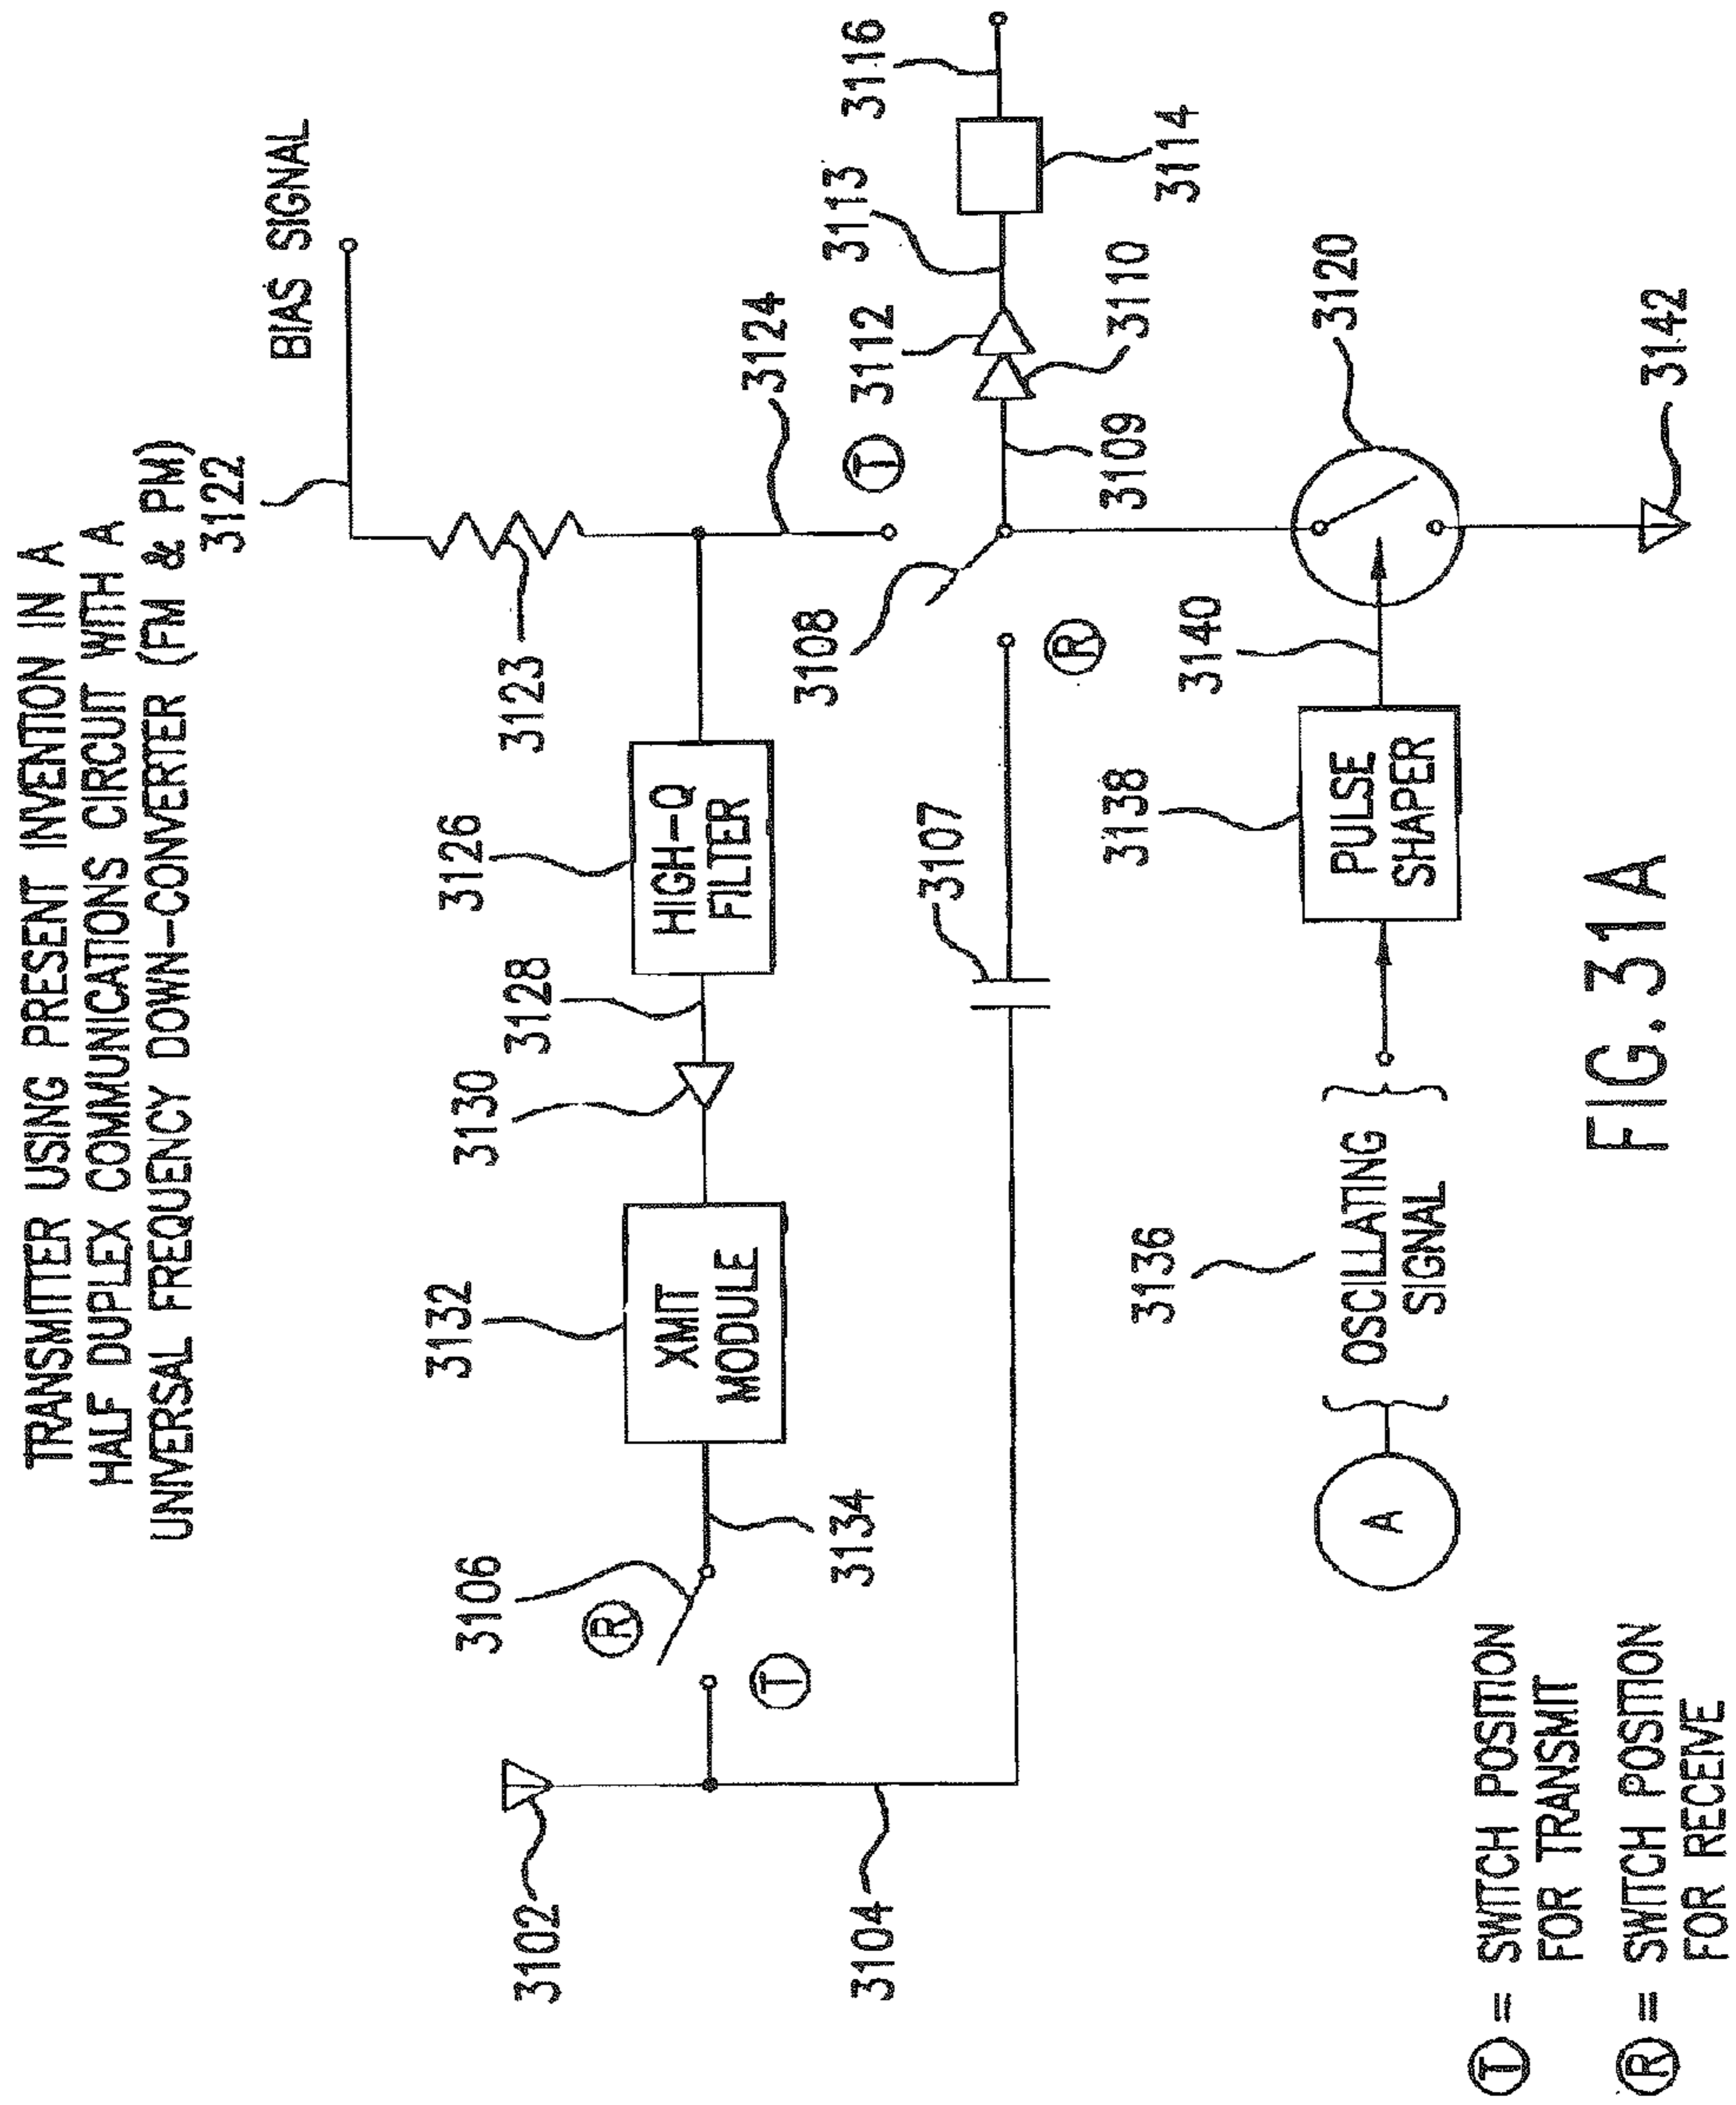 TRANSMITTER USING PRESENT INVENTION IN A
HALF DUPLEX COMMUNICATIONS CIRCUIT WITH A
UNIVERSAL FREQUENCY DOWN-CONVERTER (FM & PM)
3122
BIAS SIGNAL
3102
3106
R
T
3134
3132
XMIT
MODULE
3130
3128
3126
HIGH-Q
FILTER
3123
3124
3104
3107
3108
T
R
3109
3112
3110
3113
3114
3116
A
3136
OSCILLATING
SIGNAL
3138
PULSE
SHAPER
3140
3120
3142
T = SWITCH POSITION
FOR TRANSMIT
R = SWITCH POSITION
FOR RECEIVE
FIG. 31A